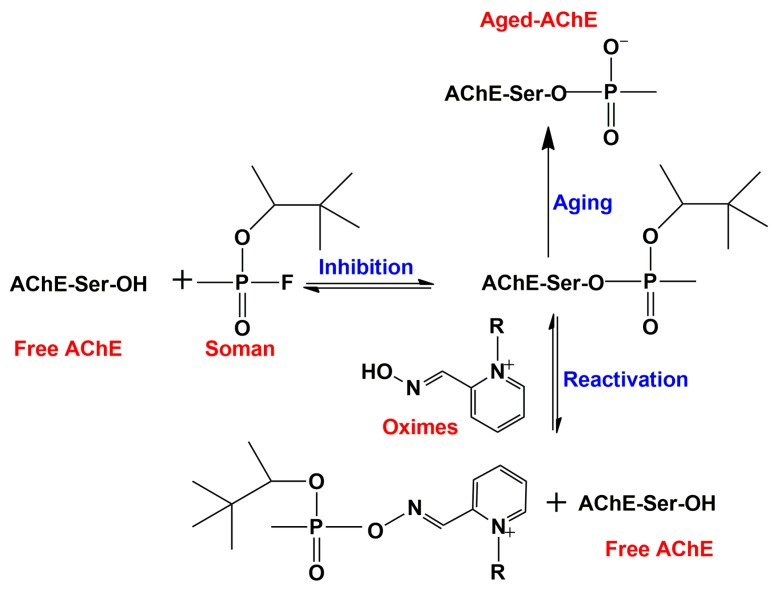 Aged-AChE
O⁻
AChE-Ser-O P
O
Aging
O
O
AChE-Ser-OH + P F
Inhibition
AChE-Ser-O P
O
O
Free AChE
Soman
R
HO
N
N+
Reactivation
Oximes
O
N
P
O
N+
+ AChE-Ser-OH
Free AChE
O
R